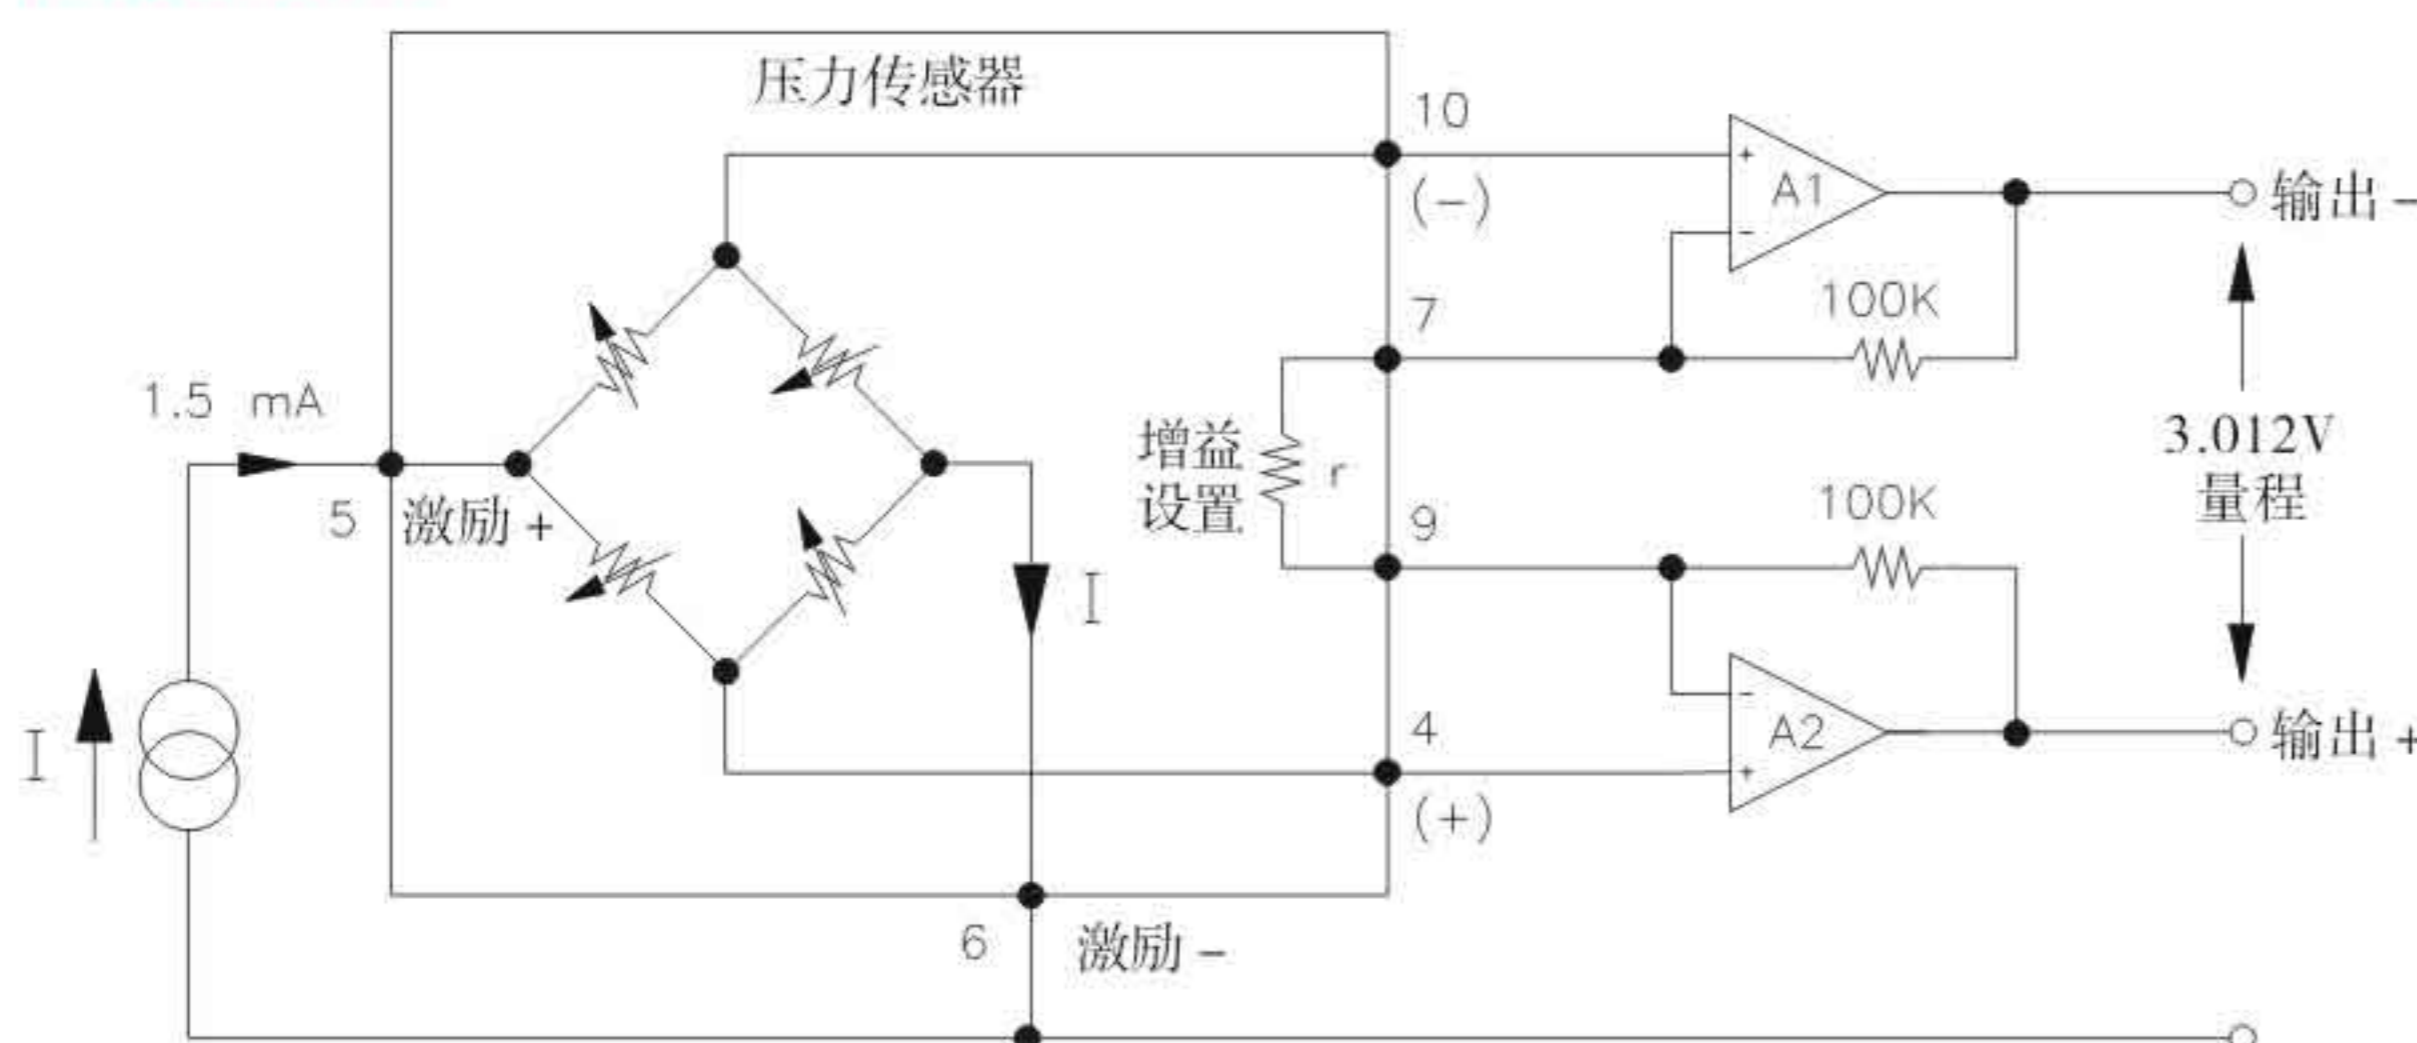 压力传感器
10
(-)
+
A1
-
输出 -
7
100K
1.5 mA
5
激励 +
增益
设置
r
3.012V
量程
9
100K
I
I
4
(+)
-
A2
+
输出 +
6
激励 -